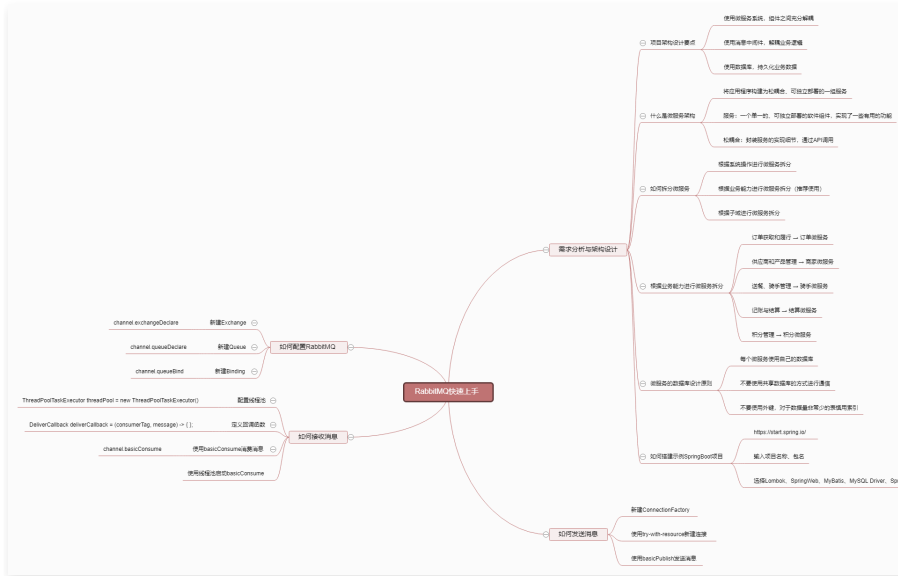 RabbitMQ快速上手
需求分析与架构设计
项目架构设计要点
使用微服务系统，组件之间充分解耦
使用消息中间件，解耦业务逻辑
使用数据库，持久化业务数据
什么是微服务架构
将应用程序构建为松耦合、可独立部署的一组服务
服务：一个单一的、可独立部署的软件组件，实现了一些有用的功能
松耦合：封装服务的实现细节，通过API调用
如何拆分微服务
根据系统操作进行微服务拆分
根据业务能力进行微服务拆分（推荐使用）
根据子域进行微服务拆分
根据业务能力进行微服务拆分
订单获取和履行 → 订单微服务
供应商和产品管理 → 商家微服务
送餐、骑手管理 → 骑手微服务
记账与结算 → 结算微服务
积分管理 → 积分微服务
微服务的数据库设计原则
每个微服务使用自己的数据库
不要使用共享数据库的方式进行通信
不要使用外键，对于数据量非常少的表慎用索引
如何搭建示例SpringBoot项目
https://start.spring.io/
输入项目名称、包名
选择Lombok、SpringWeb、MyBatis、MySQL Driver、Spr
如何发送消息
新建ConnectionFactory
使用try-with-resource新建连接
使用basicPublish发送消息
如何配置RabbitMQ
新建Exchange
channel.exchangeDeclare
新建Queue
channel.queueDeclare
新建Binding
channel.queueBind
如何接收消息
配置线程池
ThreadPoolTaskExecutor threadPool = new ThreadPoolTaskExecutor()
定义回调函数
DeliverCallback deliverCallback = (consumerTag, message) -> { };
使用basicConsume消费消息
channel.basicConsume
使用线程池启动basicConsume